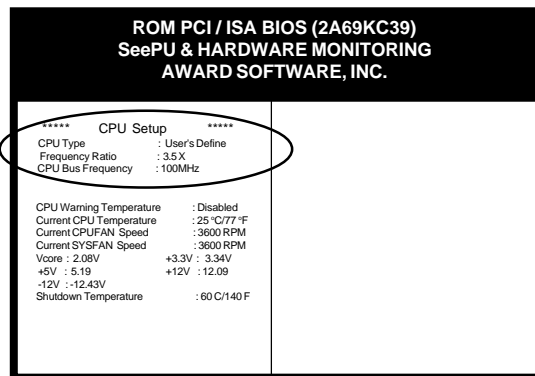 ROM PCI / ISA BIOS (2A69KC39)
SeePU & HARDWARE MONITORING
AWARD SOFTWARE, INC.
***** CPU Setup *****
CPU Type : User's Define
Frequency Ratio : 3.5 X
CPU Bus Frequency : 100MHz
CPU Warning Temperature : Disabled
Current CPU Temperature : 25 °C/77 °F
Current CPUFAN Speed : 3600 RPM
Current SYSFAN Speed : 3600 RPM
Vcore : 2.08V +3.3V : 3.34V
+5V : 5.19 +12V : 12.09
-12V : -12.43V
Shutdown Temperature : 60 C/140 F